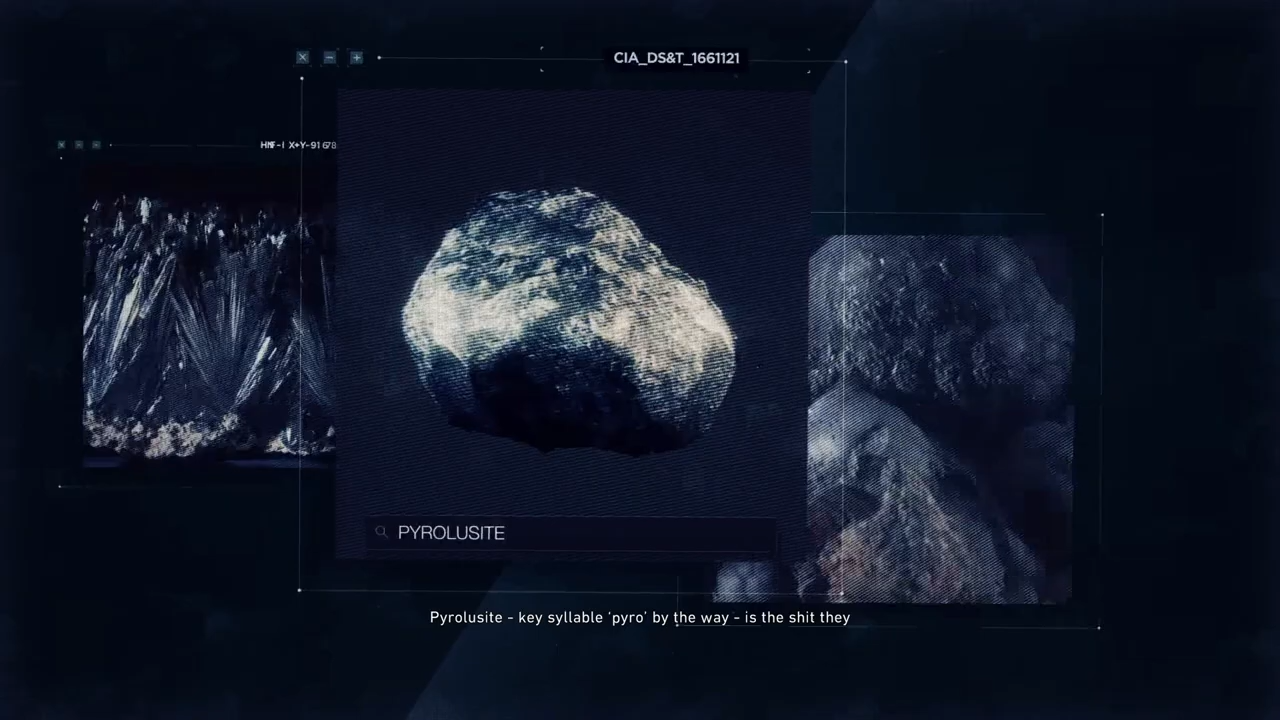 CIA_DS&T_1661121
PYROLUSITE
Pyrolusite - key syllable ‘pyro’ by the way - is the shit they